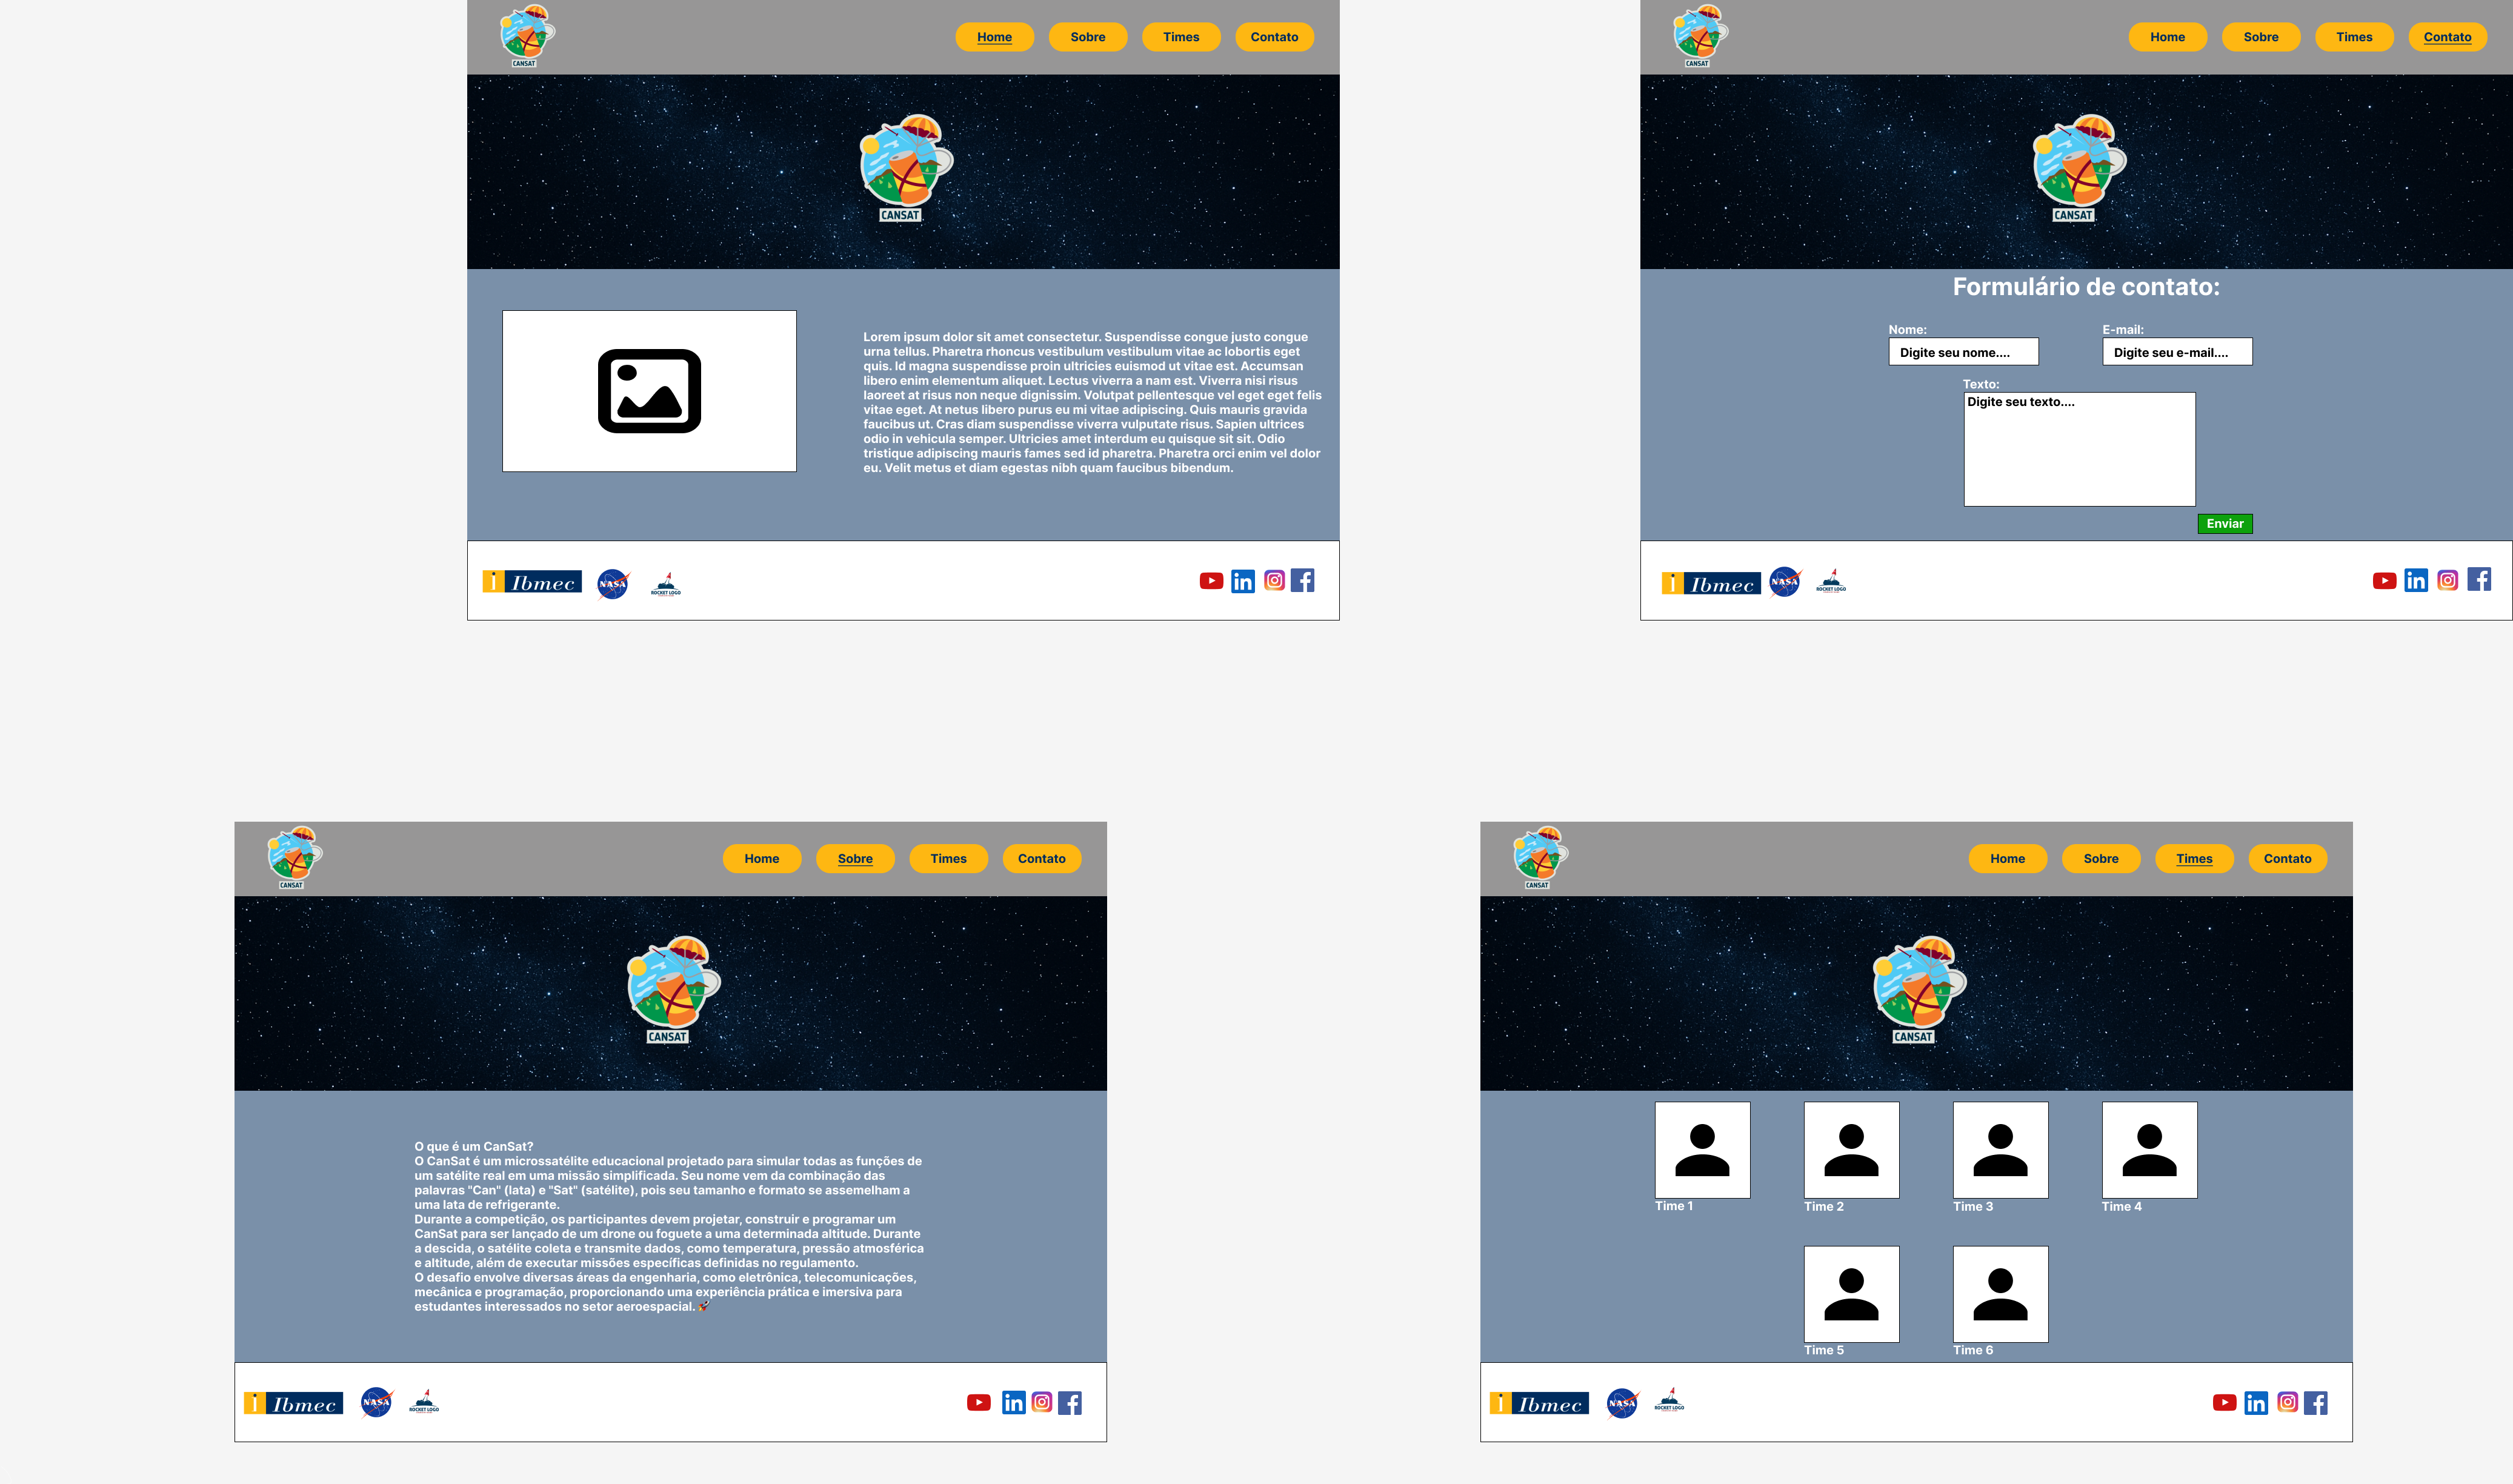 CANSAT
Home
Sobre
Times
Contato
CANSAT
Lorem ipsum dolor sit amet consectetur. Suspendisse congue justo congue
urna tellus. Pharetra rhoncus vestibulum vestibulum vitae ac lobortis eget
quis. Id magna suspendisse proin ultricies euismod ut vitae est. Accumsan
libero enim elementum aliquet. Lectus viverra a nam est. Viverra nisi risus
laoreet at risus non neque dignissim. Volutpat pellentesque vel eget eget felis
vitae eget. At netus libero purus eu mi vitae adipiscing. Quis mauris gravida
faucibus ut. Cras diam suspendisse viverra vulputate risus. Sapien ultrices
odio in vehicula semper. Ultricies amet interdum eu quisque sit sit. Odio
tristique adipiscing mauris fames sed id pharetra. Pharetra orci enim vel dolor
eu. Velit metus et diam egestas nibh quam faucibus bibendum.
i Ibmec
NASA
ROCKET LOGO
in
CANSAT
Home
Sobre
Times
Contato
CANSAT
Formulário de contato:
Nome:
E-mail:
Digite seu nome....
Digite seu e-mail....
Texto:
Digite seu texto....
Enviar
i Ibmec
NASA
ROCKET LOGO
in
CANSAT
Home
Sobre
Times
Contato
CANSAT
O que é um CanSat?
O CanSat é um microssatélite educacional projetado para simular todas as funções de
um satélite real em uma missão simplificada. Seu nome vem da combinação das
palavras "Can" (lata) e "Sat" (satélite), pois seu tamanho e formato se assemelham a
uma lata de refrigerante.
Durante a competição, os participantes devem projetar, construir e programar um
CanSat para ser lançado de um drone ou foguete a uma determinada altitude. Durante
a descida, o satélite coleta e transmite dados, como temperatura, pressão atmosférica
e altitude, além de executar missões específicas definidas no regulamento.
O desafio envolve diversas áreas da engenharia, como eletrônica, telecomunicações,
mecânica e programação, proporcionando uma experiência prática e imersiva para
estudantes interessados no setor aeroespacial. 🚀
i Ibmec
NASA
ROCKET LOGO
in
CANSAT
Home
Sobre
Times
Contato
CANSAT
Time 1
Time 2
Time 3
Time 4
Time 5
Time 6
i Ibmec
NASA
ROCKET LOGO
in